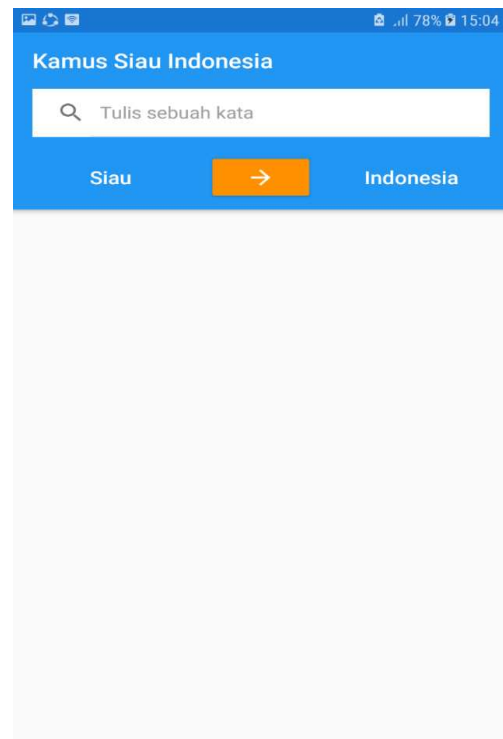 78% 15:04
Kamus Siau Indonesia
Tulis sebuah kata
Siau → Indonesia